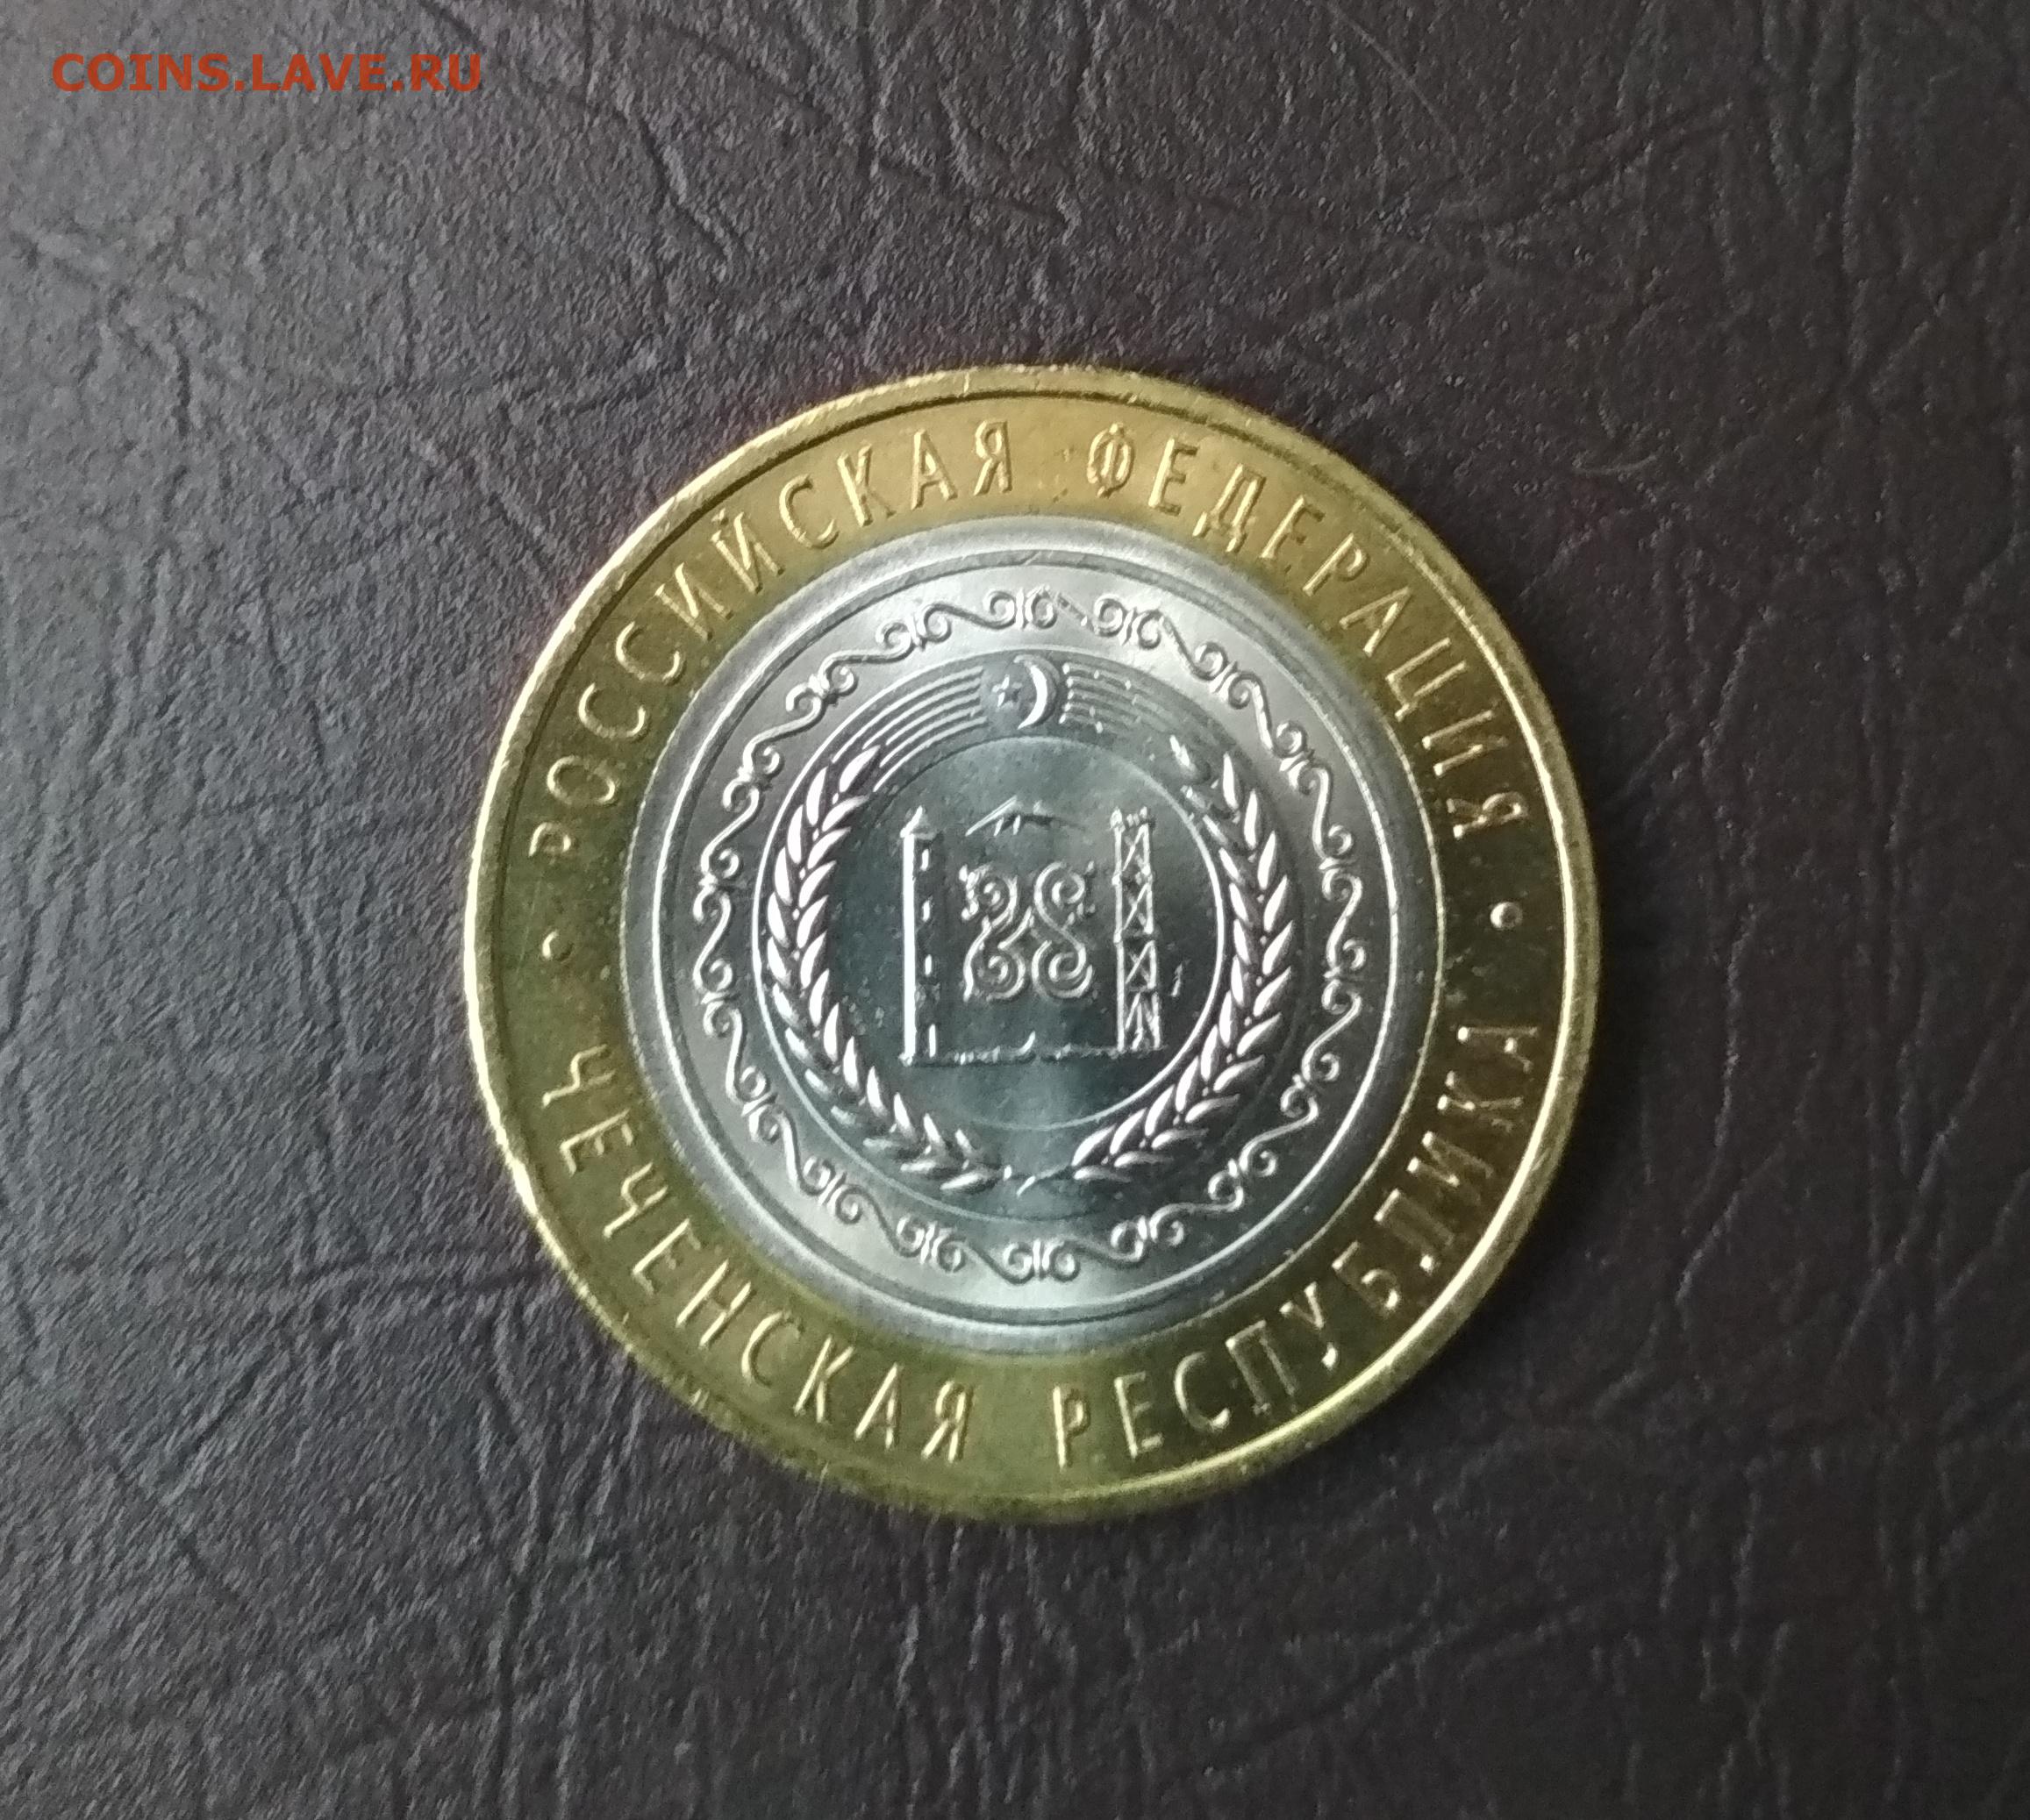 COINS.LAVE.RU
• РОССИЙСКАЯ ФЕДЕРАЦИЯ •
ЧЕЧЕНСКАЯ РЕСПУБЛИКА